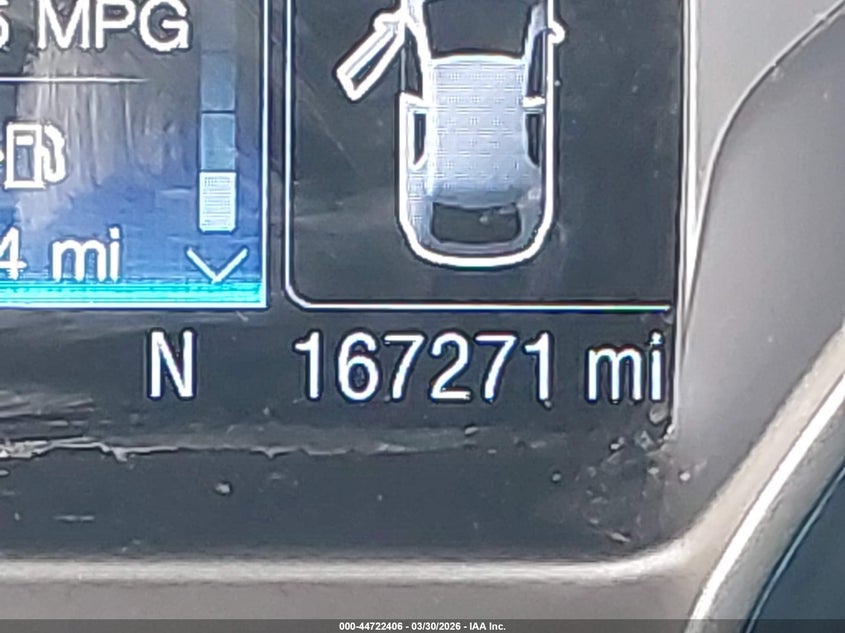 MPG
4 mi
N 167271 mi
000-44722406 - 03/30/2026 - IAA Inc.